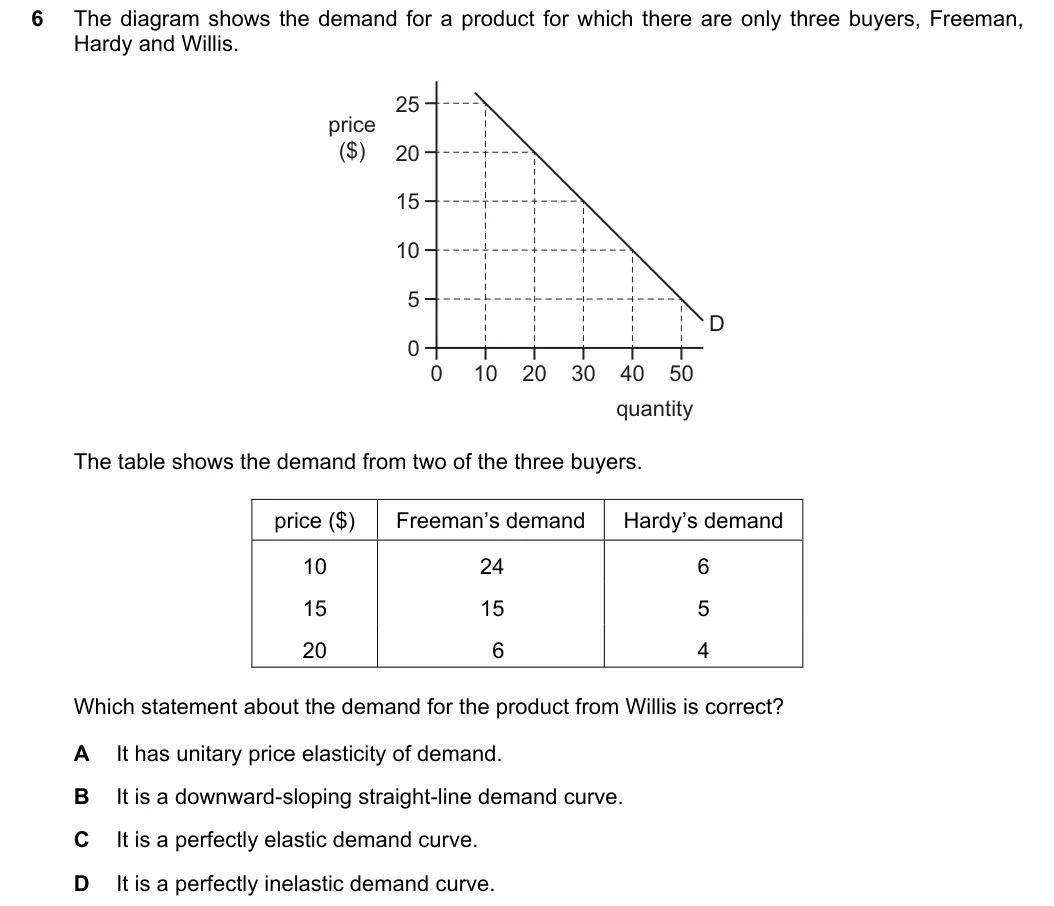 6 The diagram shows the demand for a product for which there are only three buyers, Freeman,
Hardy and Willis.
25
price
($)
20
15
10
5
0
D
0 10 20 30 40 50
quantity
The table shows the demand from two of the three buyers.
price ($) Freeman’s demand Hardy’s demand
10 24 6
15 15 5
20 6 4
Which statement about the demand for the product from Willis is correct?
A It has unitary price elasticity of demand.
B It is a downward-sloping straight-line demand curve.
C It is a perfectly elastic demand curve.
D It is a perfectly inelastic demand curve.